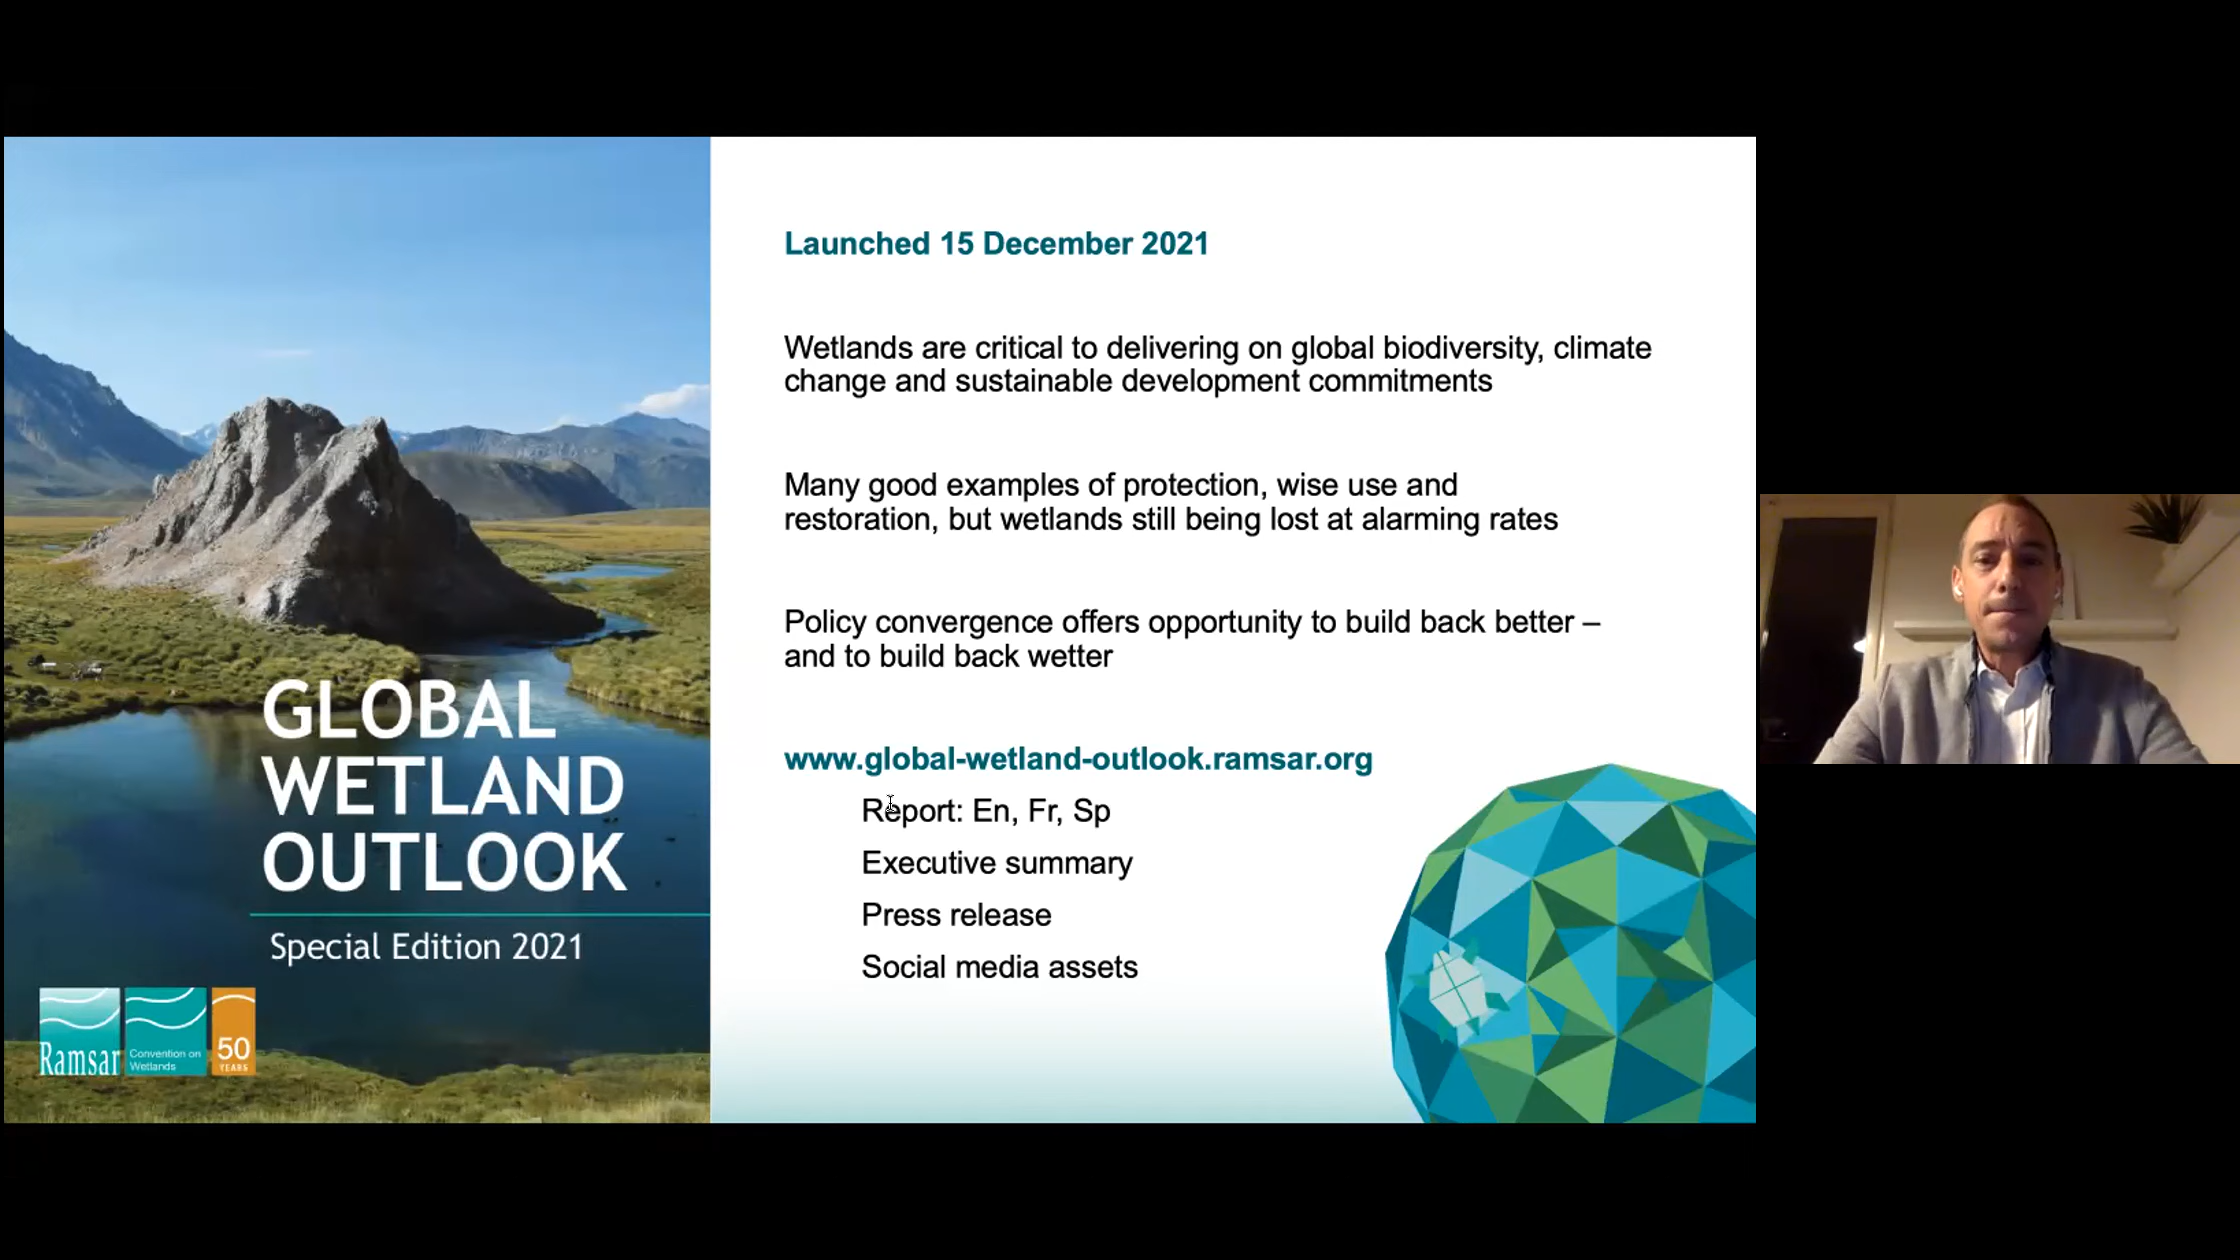 GLOBAL
WETLAND
OUTLOOK
Special Edition 2021
Ramsar
Convention on
Wetlands
50
YEARS
Launched 15 December 2021
Wetlands are critical to delivering on global biodiversity, climate
change and sustainable development commitments
Many good examples of protection, wise use and
restoration, but wetlands still being lost at alarming rates
Policy convergence offers opportunity to build back better –
and to build back wetter
www.global-wetland-outlook.ramsar.org
Report: En, Fr, Sp
Executive summary
Press release
Social media assets